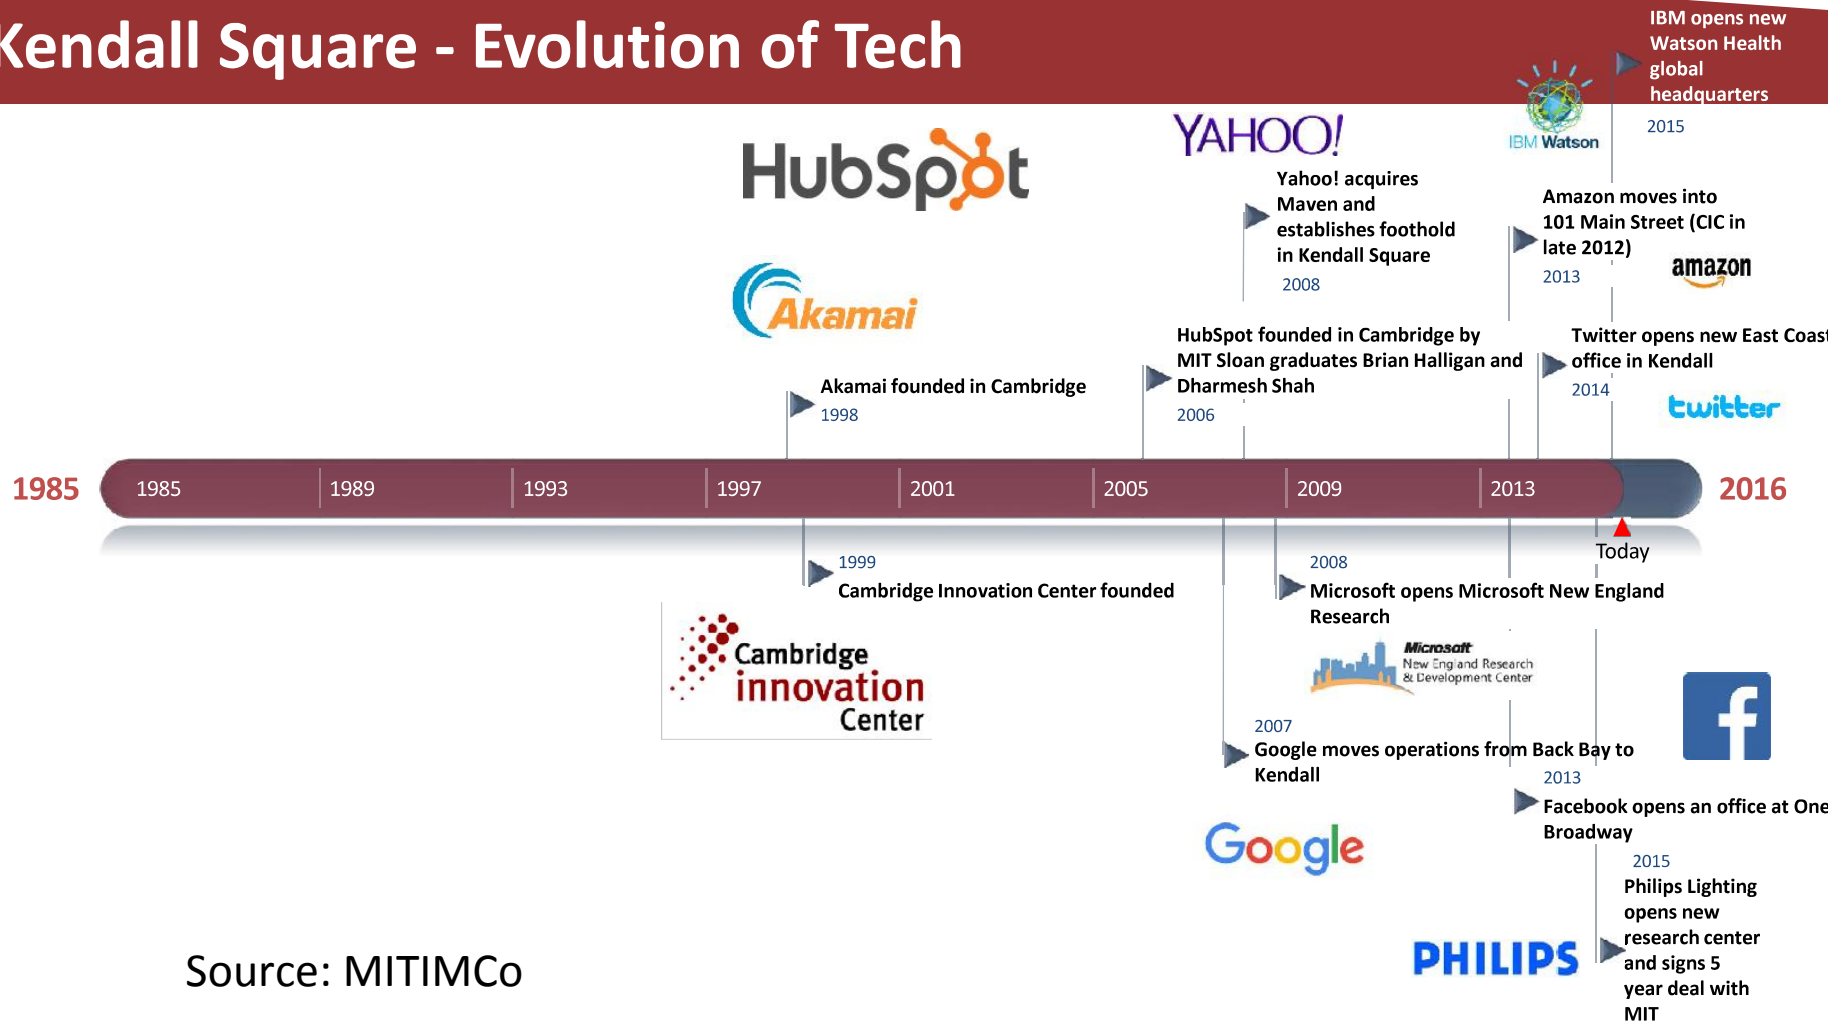 Kendall Square - Evolution of Tech
IBM opens new
Watson Health
global
headquarters
2015
IBM Watson
HubSpot
YAHOO!
Yahoo! acquires
Maven and
establishes foothold
in Kendall Square
2008
Amazon moves into
101 Main Street (CIC in
late 2012)
2013
amazon
Akamai
Akamai founded in Cambridge
1998
HubSpot founded in Cambridge by
MIT Sloan graduates Brian Halligan and
Dharmesh Shah
2006
Twitter opens new East Coast
office in Kendall
2014
twitter
1985
1985
1989
1993
1997
2001
2005
2009
2013
2016
Today
1999
Cambridge Innovation Center founded
Cambridge
innovation
Center
2008
Microsoft opens Microsoft New England
Research
Microsoft
New England Research
& Development Center
2007
Google moves operations from Back Bay to
Kendall
Google
f
2013
Facebook opens an office at One
Broadway
2015
Philips Lighting
opens new
research center
and signs 5
year deal with
MIT
PHILIPS
Source: MITIMCo